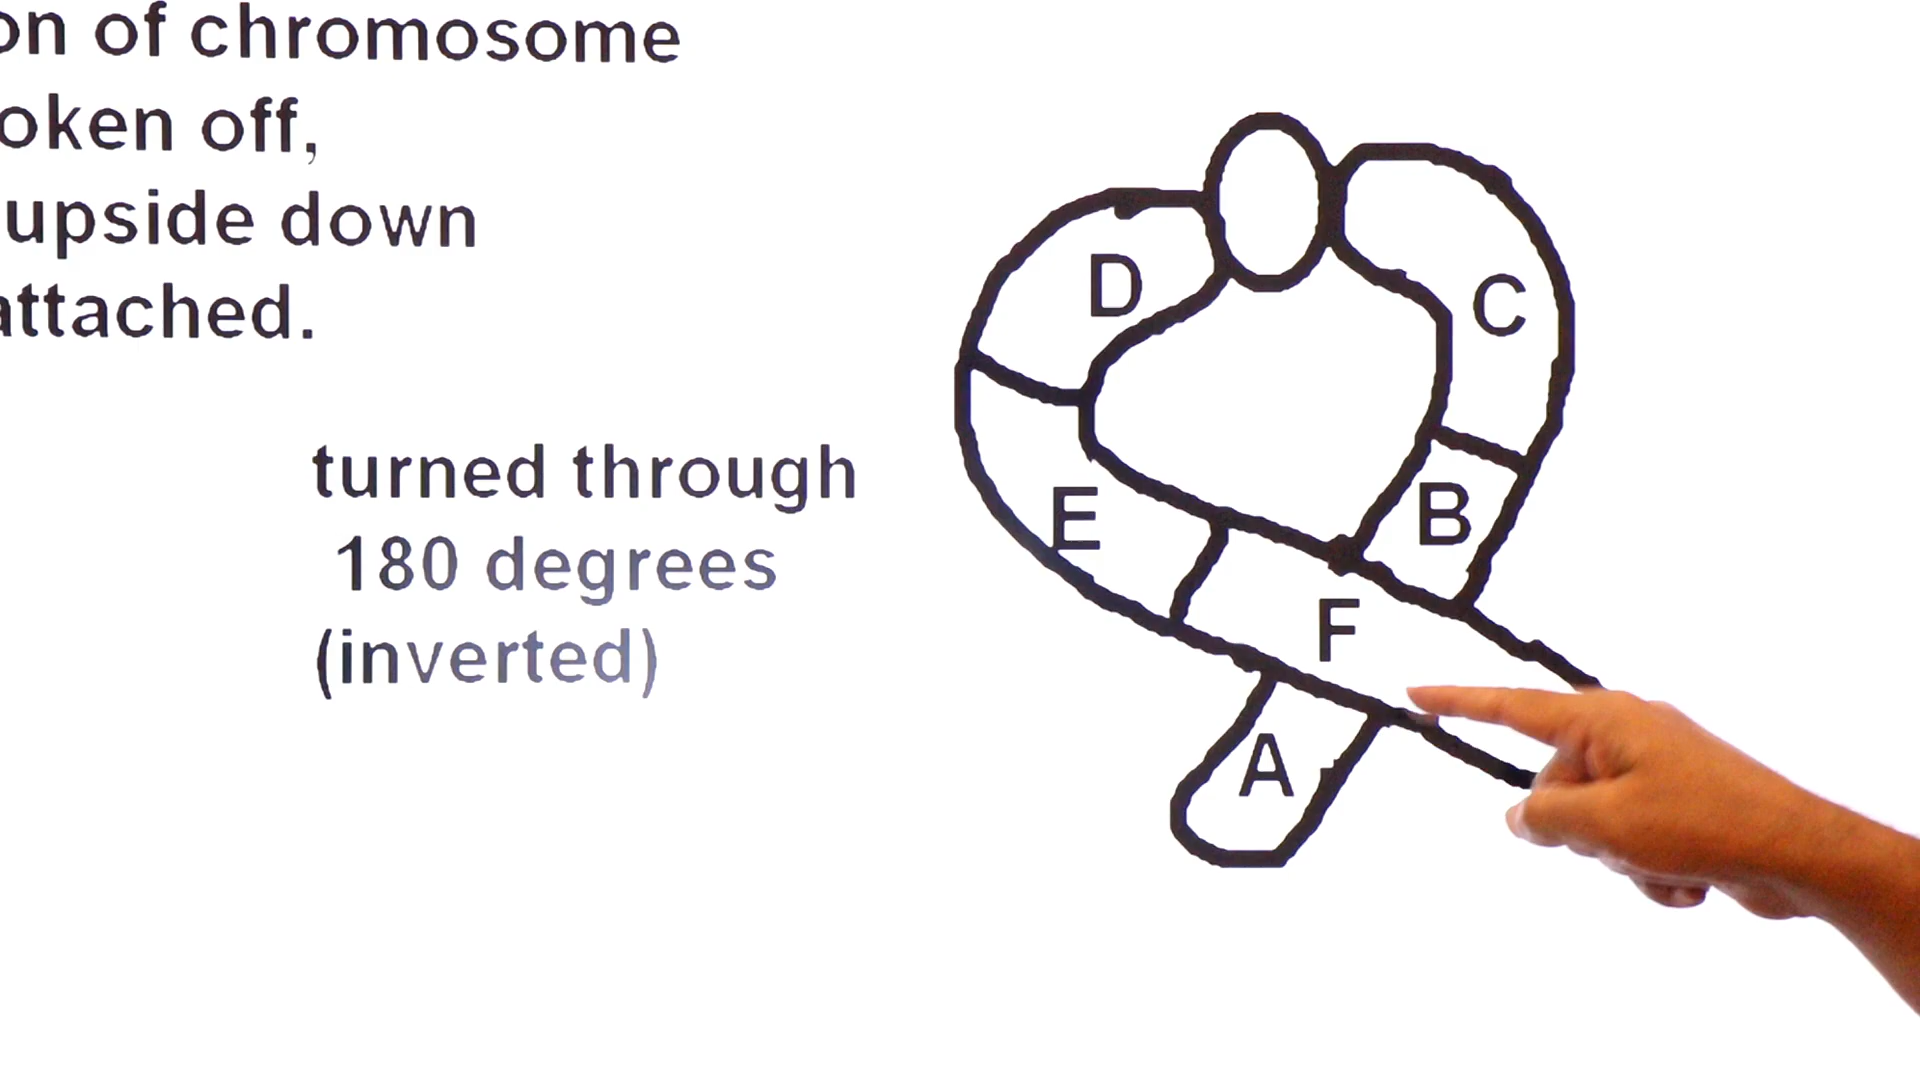 on of chromosome
oken off,
upside down
attached.
turned through
180 degrees
(inverted)
D
C
E
B
F
A